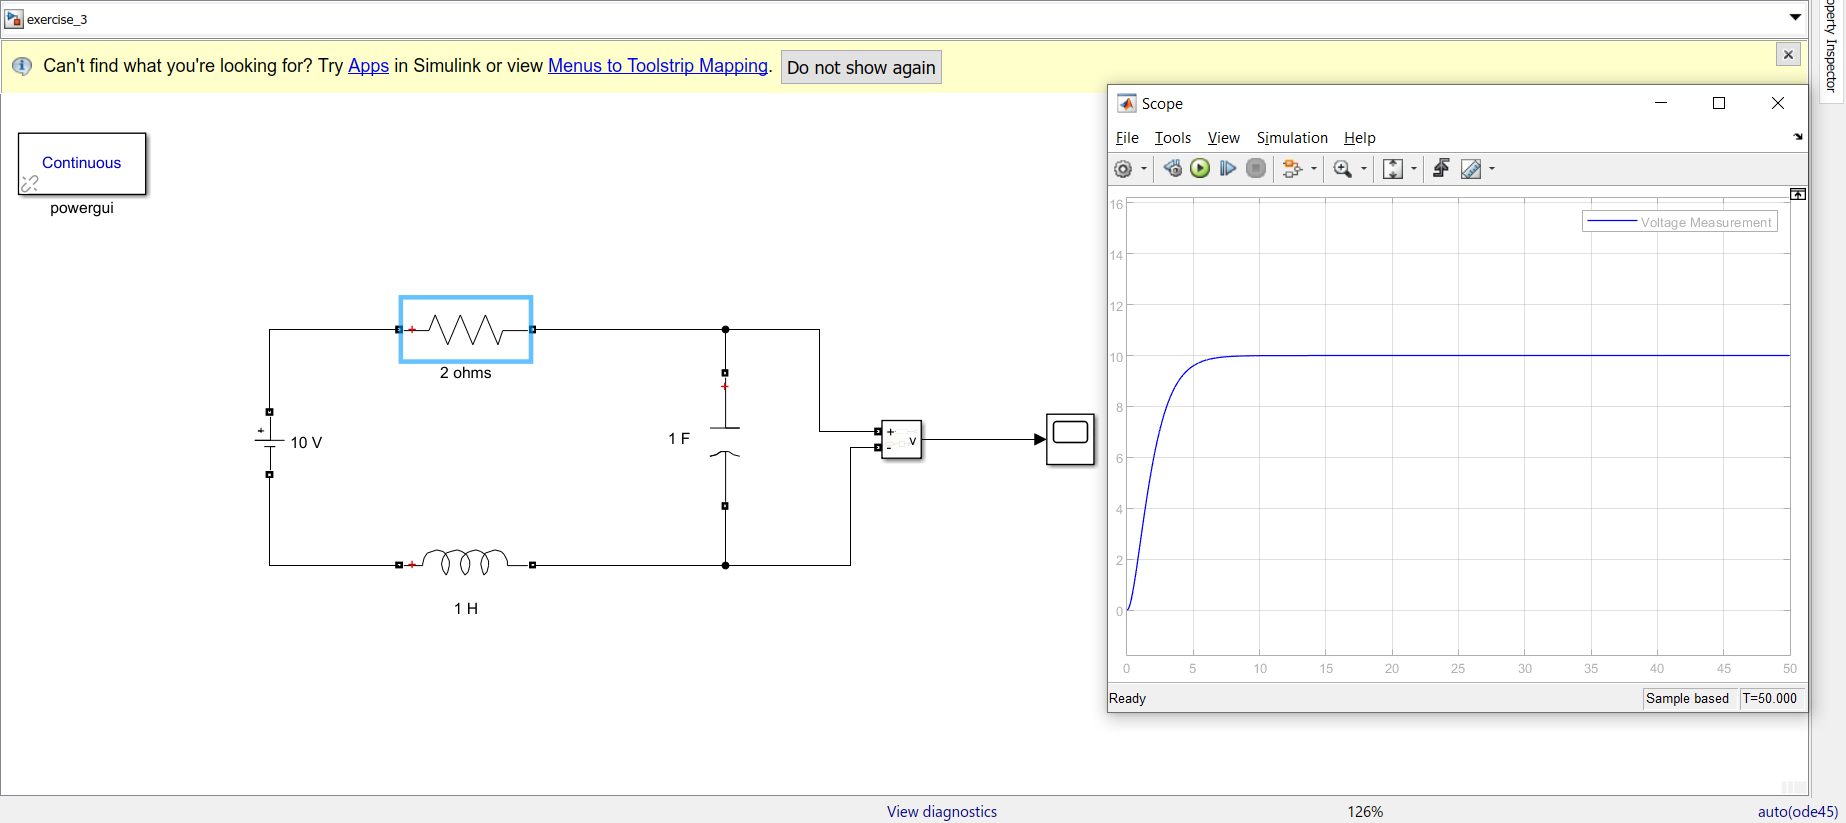 exercise_3
Can't find what you're looking for? Try Apps in Simulink or view Menus to Toolstrip Mapping. Do not show again
Property Inspector
Continuous
powergui
2 ohms
+
10 V
1 F
+
+
-
v
+
1 H
Scope
File Tools View Simulation Help
Voltage Measurement
16
14
12
10
8
6
4
2
0
0 5 10 15 20 25 30 35 40 45 50
Ready
Sample based T=50.000
View diagnostics 126% auto(ode45)